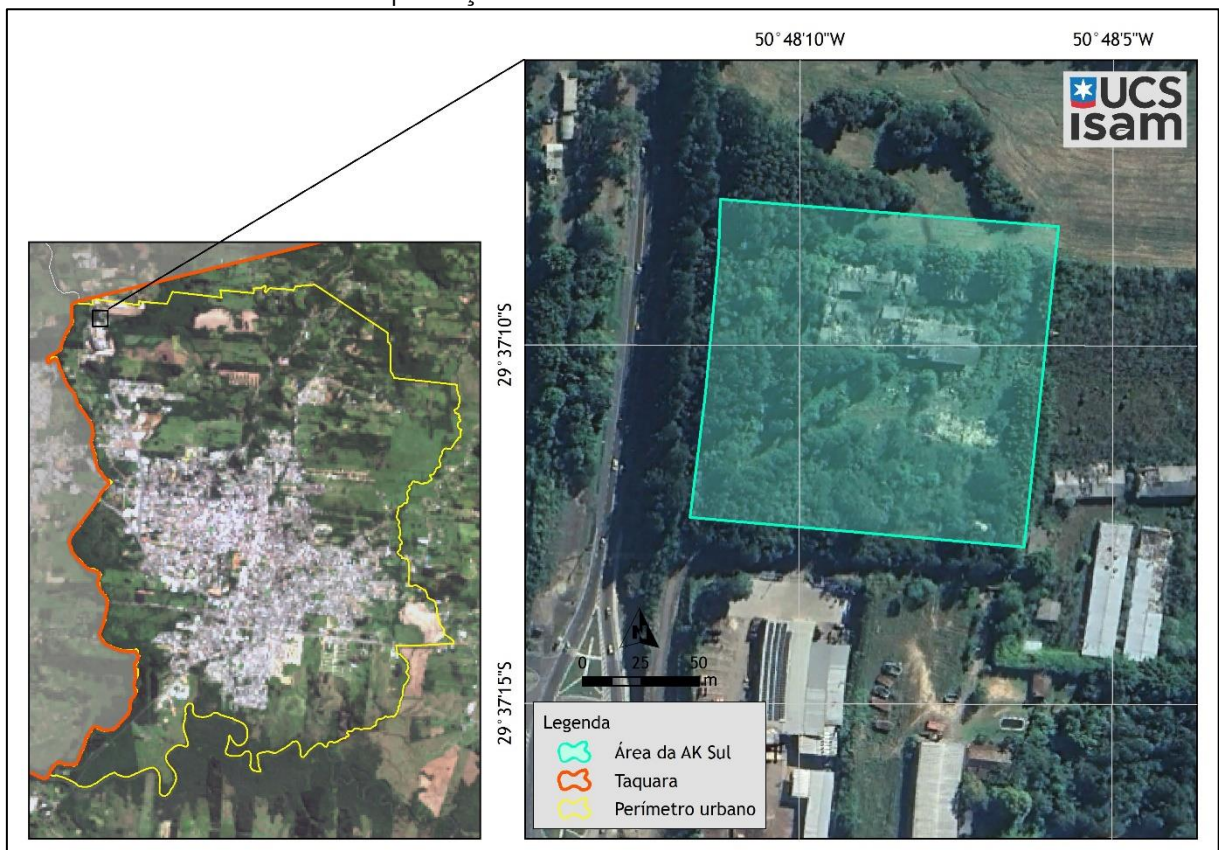 50°48'10"W
50°48'5"W
UCS
isam
29°37'10"S
29°37'15"S
N
0 25 50
m
Legenda
Área da AK Sul
Taquara
Perímetro urbano